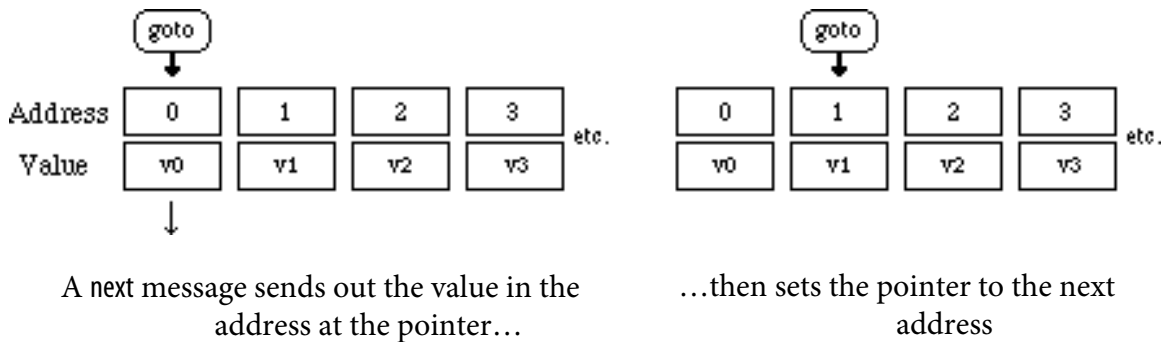 goto goto
Address 0 1 2 3 etc. 0 1 2 3 etc.
Value v0 v1 v2 v3 v0 v1 v2 v3
A next message sends out the value in the
address at the pointer…
…then sets the pointer to the next
address